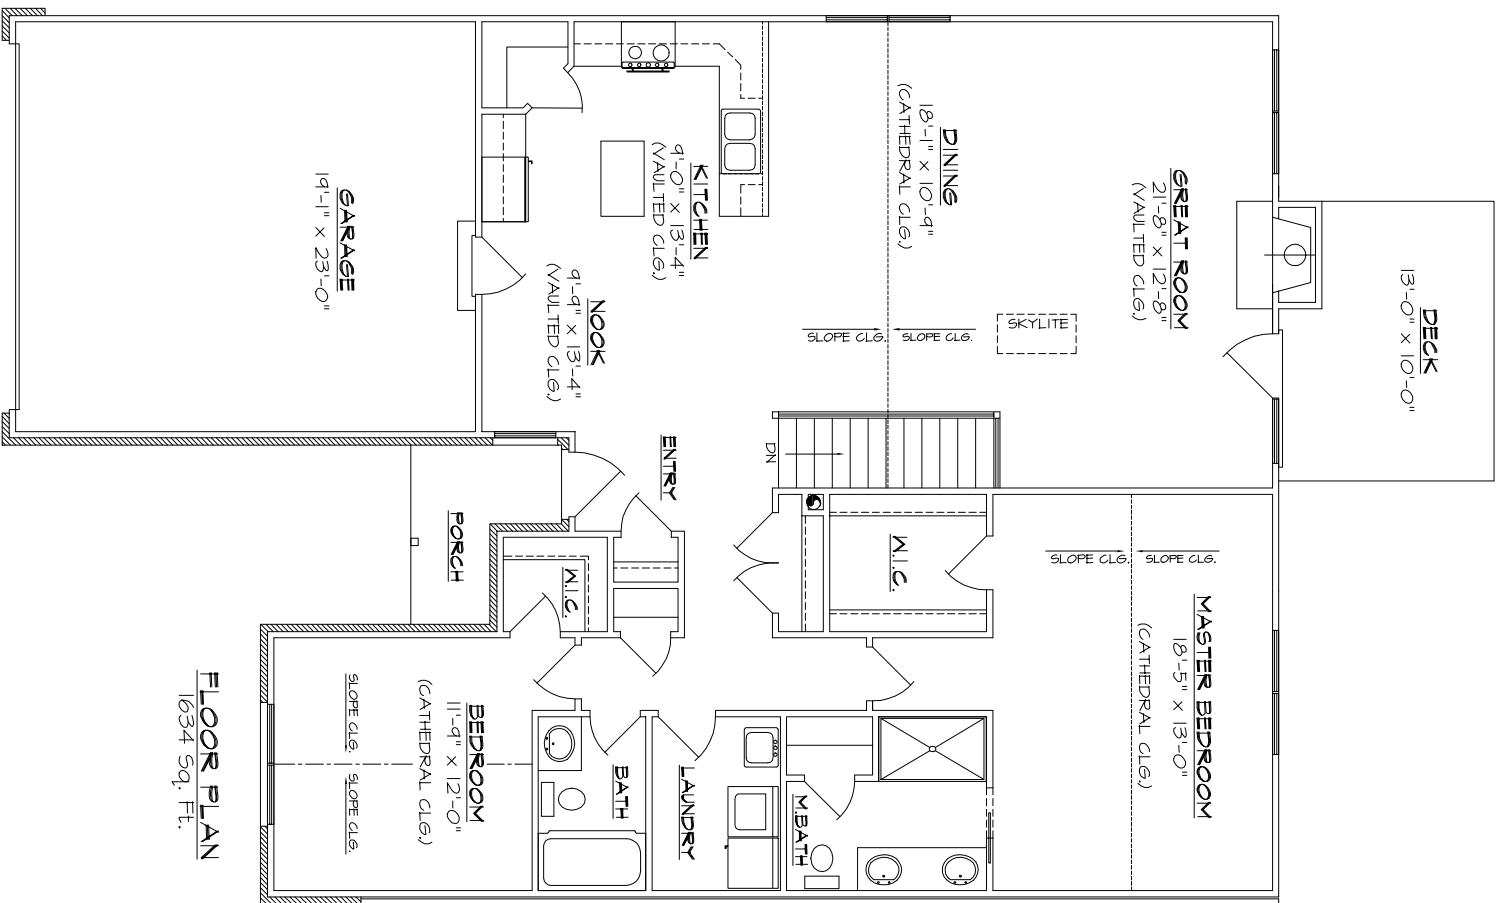 DECK
13'-0" x 10'-0"
GREAT ROOM
21'-8" x 12'-8"
(VAULTED CLG.)
MASTER BEDROOM
18'-5" x 13'-0"
(CATHEDRAL CLG.)
SLOPE CLG.
SLOPE CLG.
SKYLITE
DINING
18'-1" x 10'-9"
(CATHEDRAL CLG.)
SLOPE CLG.
SLOPE CLG.
W.I.C.
DN
M.BATH
KITCHEN
9'-0" x 13'-4"
(VAULTED CLG.)
ENTRY
LAUNDRY
NOOK
9'-9" x 13'-4"
(VAULTED CLG.)
W.I.C.
BATH
PORCH
BEDROOM
11'-9" x 12'-0"
(CATHEDRAL CLG.)
SLOPE CLG.
SLOPE CLG.
GARAGE
19'-1" x 23'-0"
FLOOR PLAN
1634 Sq. Ft.